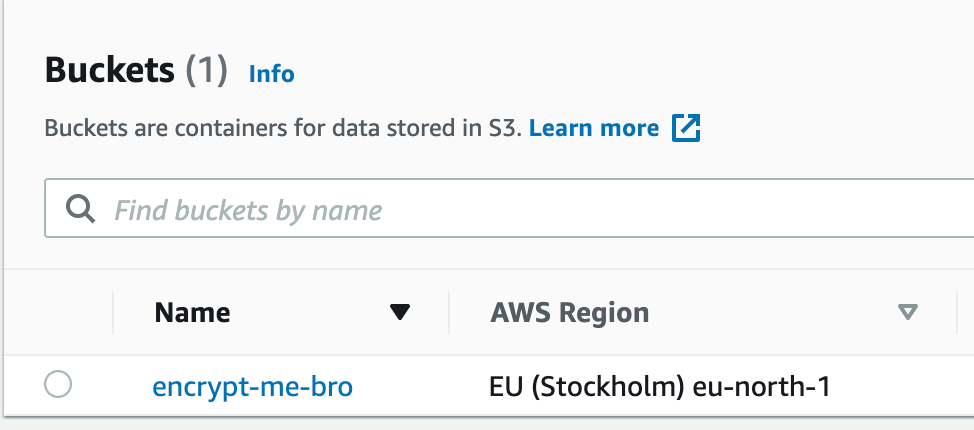 Buckets (1) Info
Buckets are containers for data stored in S3. Learn more
Find buckets by name
Name AWS Region
encrypt-me-bro EU (Stockholm) eu-north-1